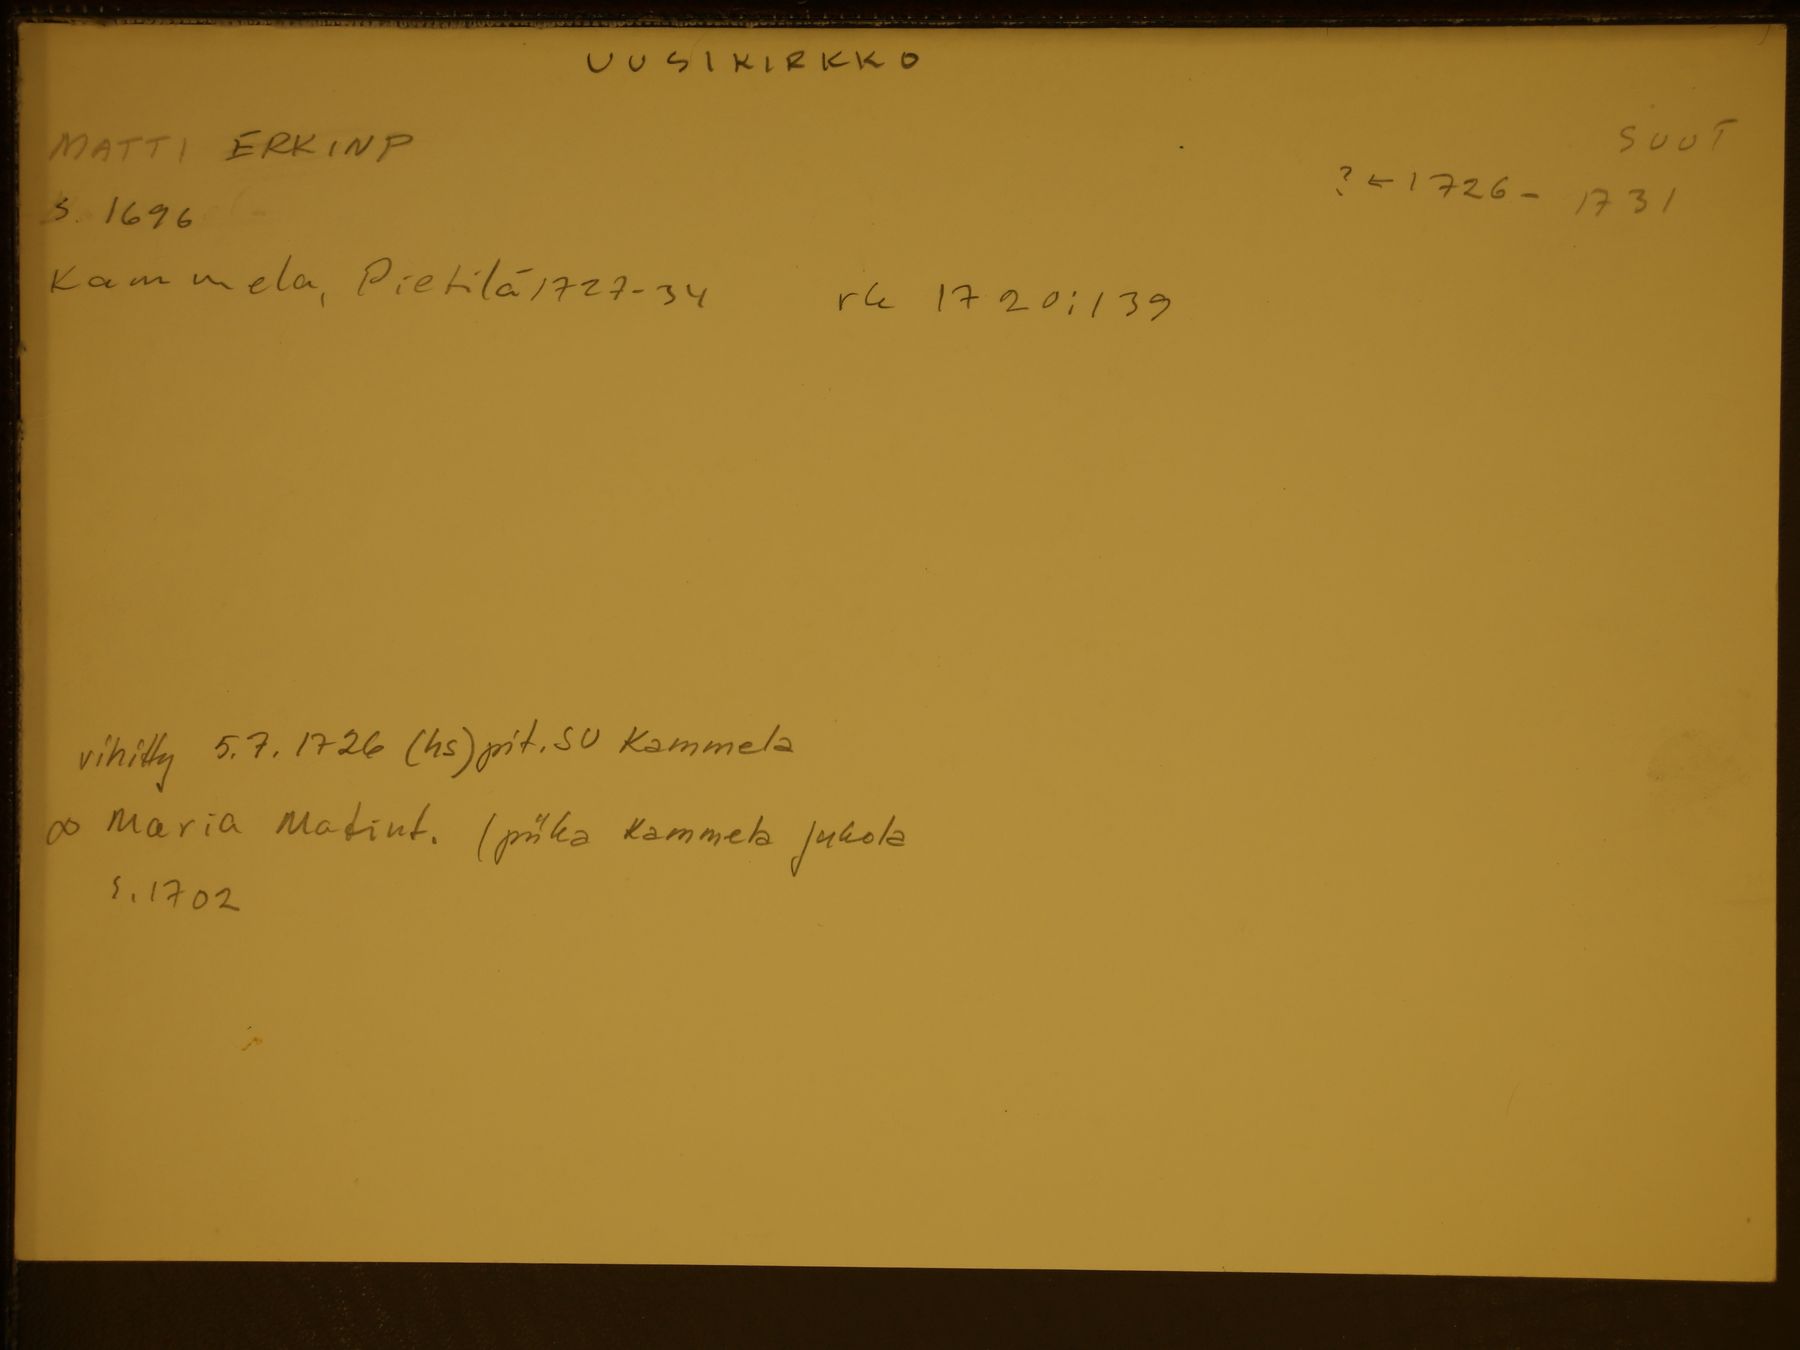 UUSIKIRKKO
MATTI ERKINP
SUUT
s. 1696
? ← 1726 - 1731
Kammela, Pietilä 1727-34 rk 1720:139
vihitty 5.7.1726 (hs) pit. SU Kammela
∞ Maria Matint. (piika Kammela Jukola
s. 1702